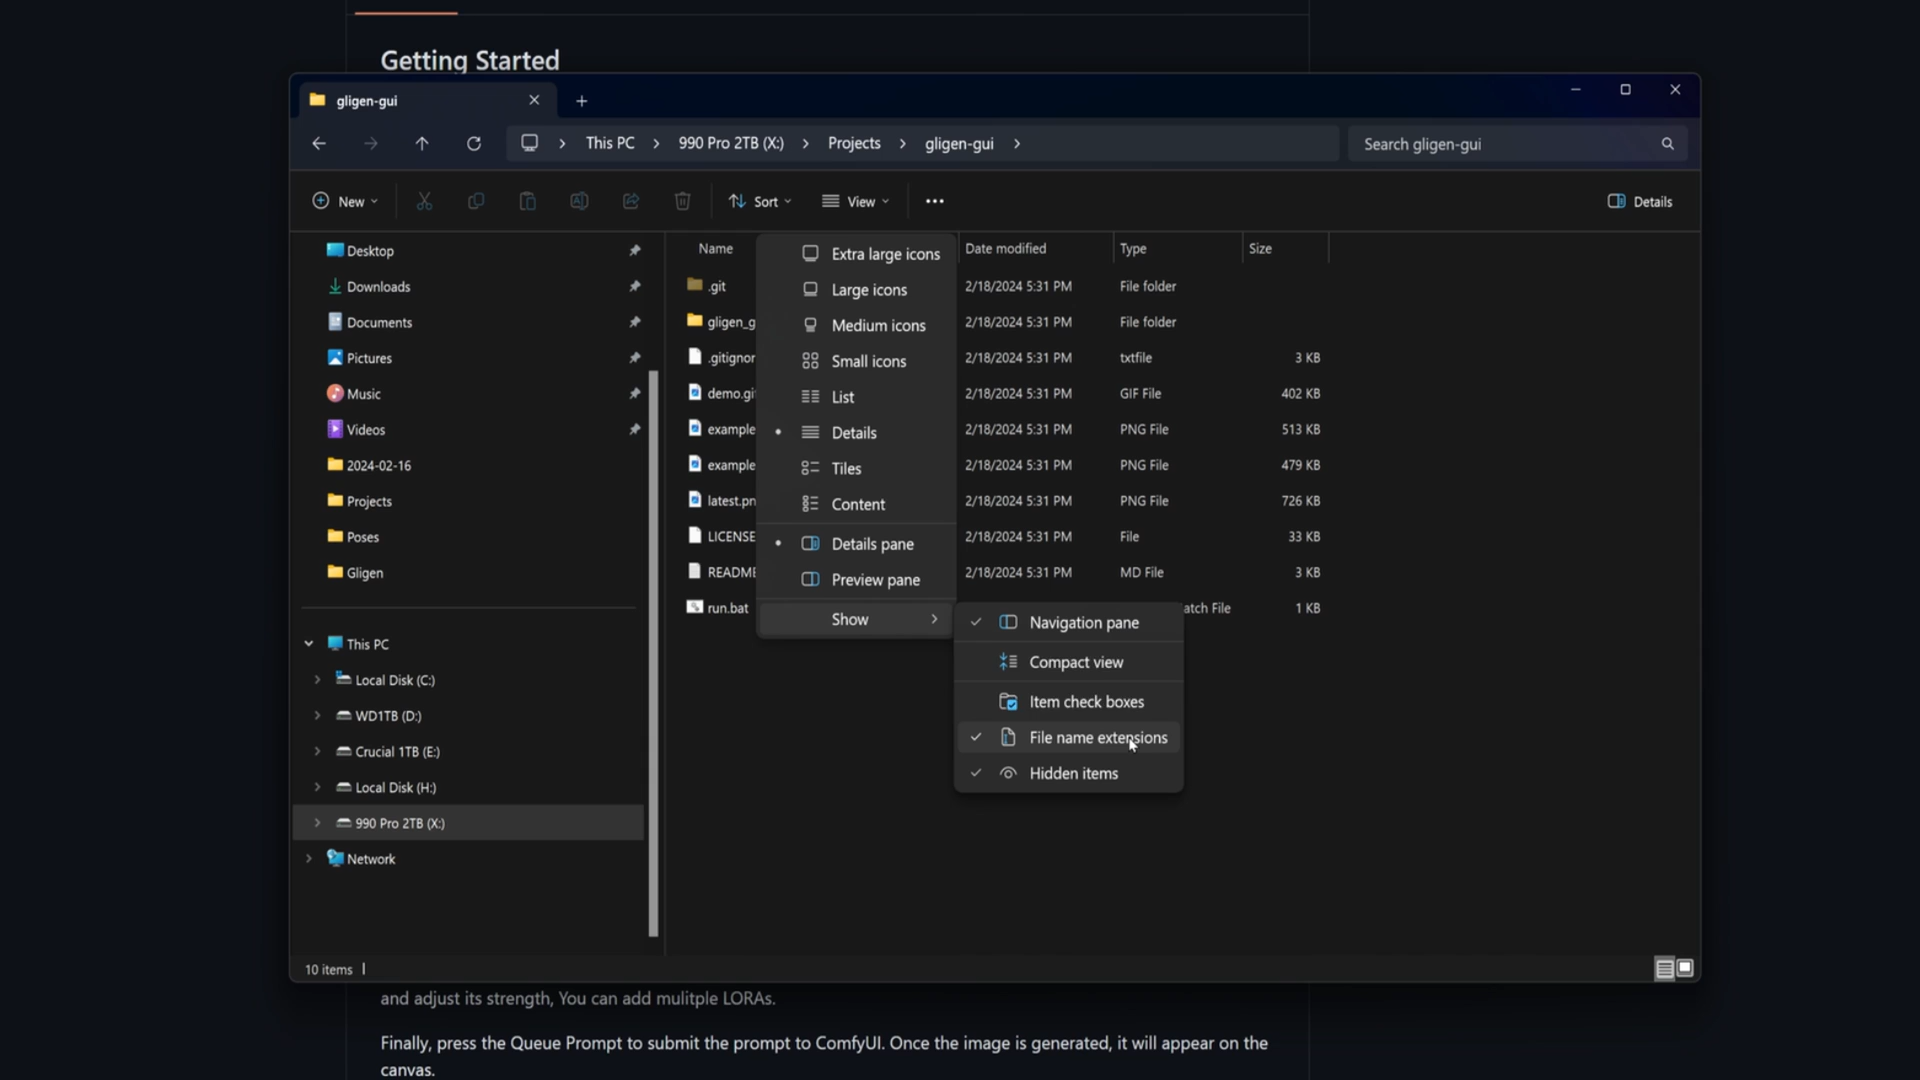 Getting Started
gligen-gui
This PC > 990 Pro 2TB (X:) > Projects > gligen-gui >
Search gligen-gui
New
Sort
View
Details
Desktop
Downloads
Documents
Pictures
Music
Videos
2024-02-16
Projects
Poses
Gligen
This PC
Local Disk (C:)
WD1TB (D:)
Crucial 1TB (E:)
Local Disk (H:)
990 Pro 2TB (X:)
Network
Name Date modified Type Size
.git 2/18/2024 5:31 PM File folder
gligen_g 2/18/2024 5:31 PM File folder
.gitignor 2/18/2024 5:31 PM txtfile 3 KB
demo.gi 2/18/2024 5:31 PM GIF File 402 KB
example 2/18/2024 5:31 PM PNG File 513 KB
example 2/18/2024 5:31 PM PNG File 479 KB
latest.pn 2/18/2024 5:31 PM PNG File 726 KB
LICENSE 2/18/2024 5:31 PM File 33 KB
README 2/18/2024 5:31 PM MD File 3 KB
run.bat atch File 1 KB
Extra large icons
Large icons
Medium icons
Small icons
List
Details
Tiles
Content
Details pane
Preview pane
Show
Navigation pane
Compact view
Item check boxes
File name extensions
Hidden items
10 items
and adjust its strength, You can add mulitple LORAs.
Finally, press the Queue Prompt to submit the prompt to ComfyUI. Once the image is generated, it will appear on the
canvas.